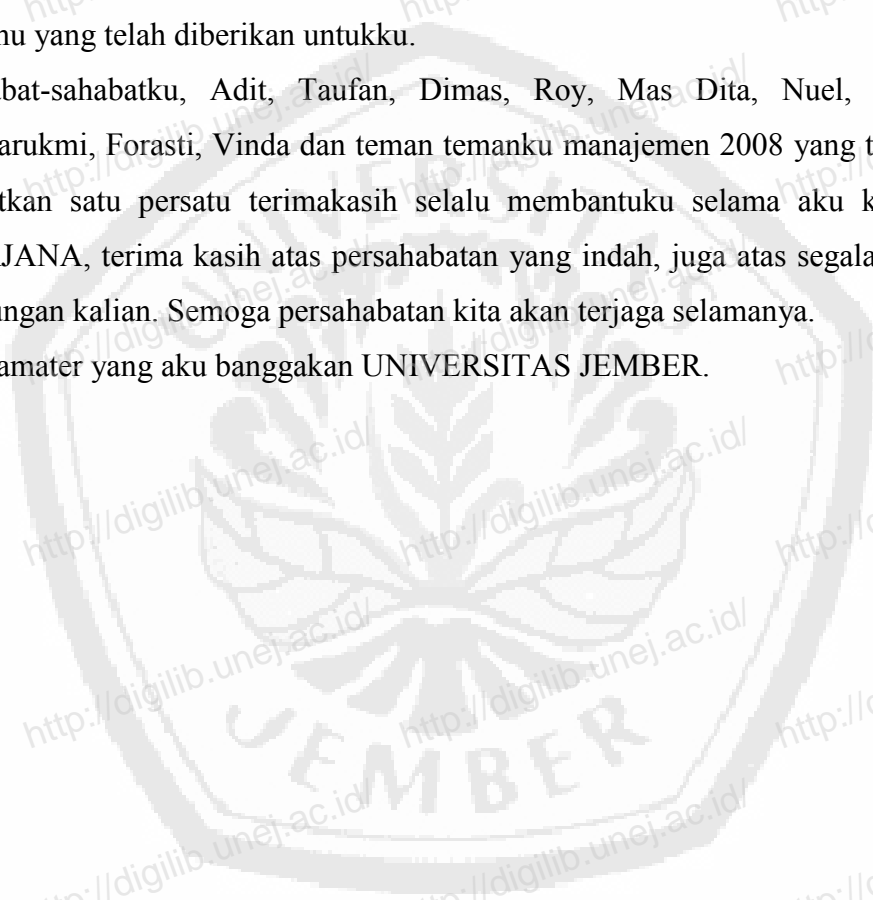 nu yang telah diberikan untukku.
bat-sahabatku, Adit, Taufan, Dimas, Roy, Mas Dita, Nuel,
arukmi, Forasti, Vinda dan teman temanku manajemen 2008 yang t
tkan satu persatu terimakasih selalu membantuku selama aku k
JANA, terima kasih atas persahabatan yang indah, juga atas segala
ngan kalian. Semoga persahabatan kita akan terjaga selamanya.
amater yang aku banggakan UNIVERSITAS JEMBER.
UNIVERSITAS
http://digilib.unej.ac.id/
http://digilib.unej.ac.id/
http://digilib.unej.ac.id/
http://digilib.unej.ac.id/
http://digilib.unej.ac.id/
http://digilib.unej.ac.id/
JEMBER